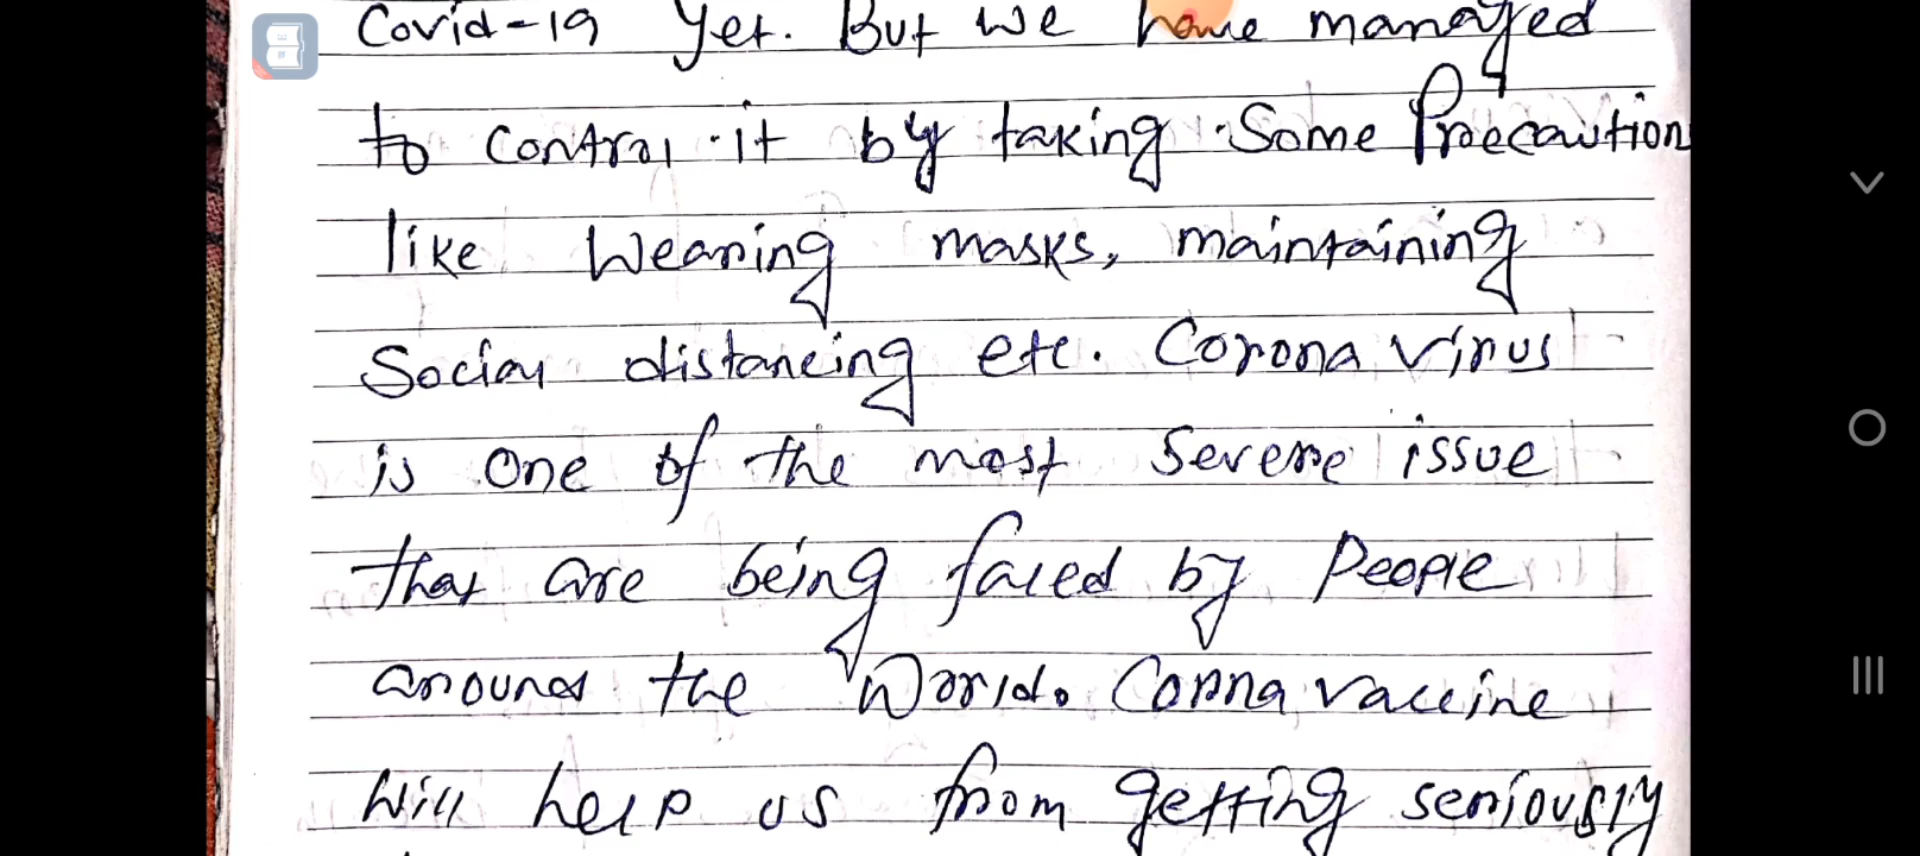 Covid-19 yet. But we have managed
to control it by taking Some Precaution
like Wearing masks, maintaining
Social distancing etc. Corona virus
is one of the most Severe issue
that are being faced by People
around the World. Corna vaccine
will help us from getting seriously